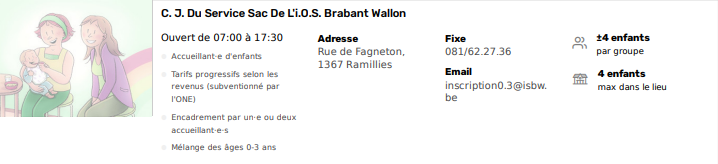 C. J. Du Service Sac De L'i.O.S. Brabant Wallon
Ouvert de 07:00 à 17:30
Accueillant·e d'enfants
Tarifs progressifs selon les
revenus (subventionné par
l'ONE)
Encadrement par un·e ou deux
accueillant·e·s
Mélange des âges 0-3 ans
Adresse
Rue de Fagneton,
1367 Ramillies
Fixe
081/62.27.36
Email
inscription0.3@isbw.
be
±4 enfants
par groupe
4 enfants
max dans le lieu